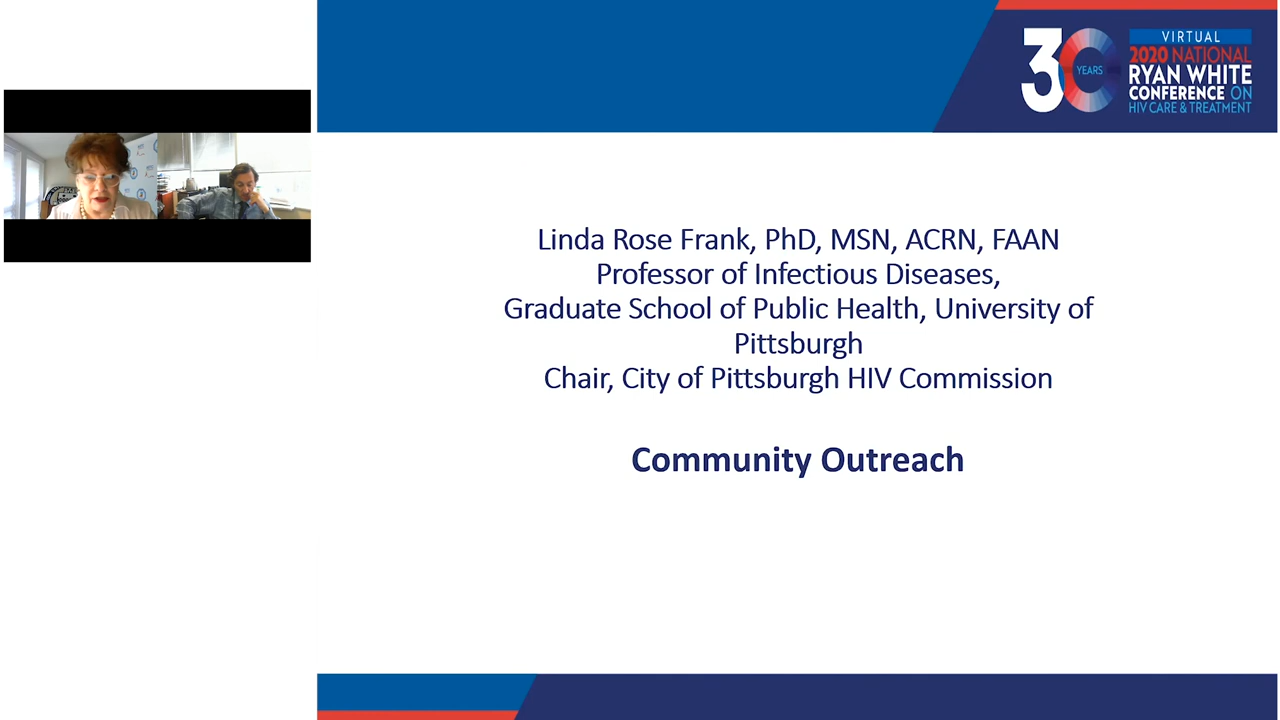 VIRTUAL
30
YEARS
2020 NATIONAL
RYAN WHITE
CONFERENCE ON
HIV CARE & TREATMENT
Linda Rose Frank, PhD, MSN, ACRN, FAAN
Professor of Infectious Diseases,
Graduate School of Public Health, University of
Pittsburgh
Chair, City of Pittsburgh HIV Commission
Community Outreach